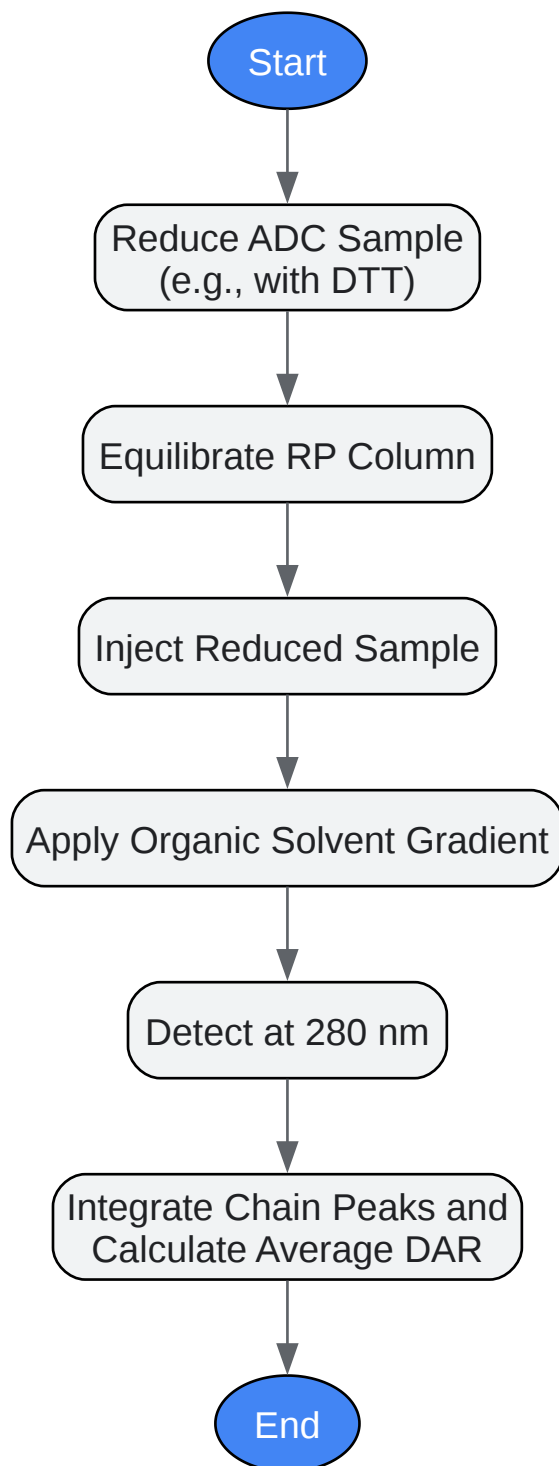 Start
Reduce ADC Sample
(e.g., with DTT)
Equilibrate RP Column
Inject Reduced Sample
Apply Organic Solvent Gradient
Detect at 280 nm
Integrate Chain Peaks and
Calculate Average DAR
End